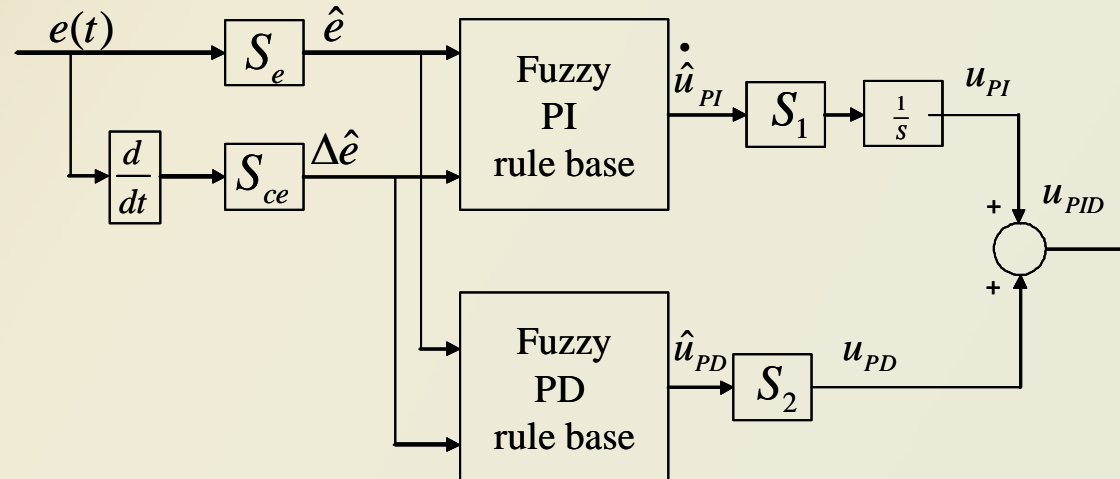 e(t)
S_e
ê
d
dt
S_ce
Δê
Fuzzy
PI
rule base
û̇_PI
S_1
1
s
u_PI
+
u_PID
+
Fuzzy
PD
rule base
û_PD
S_2
u_PD